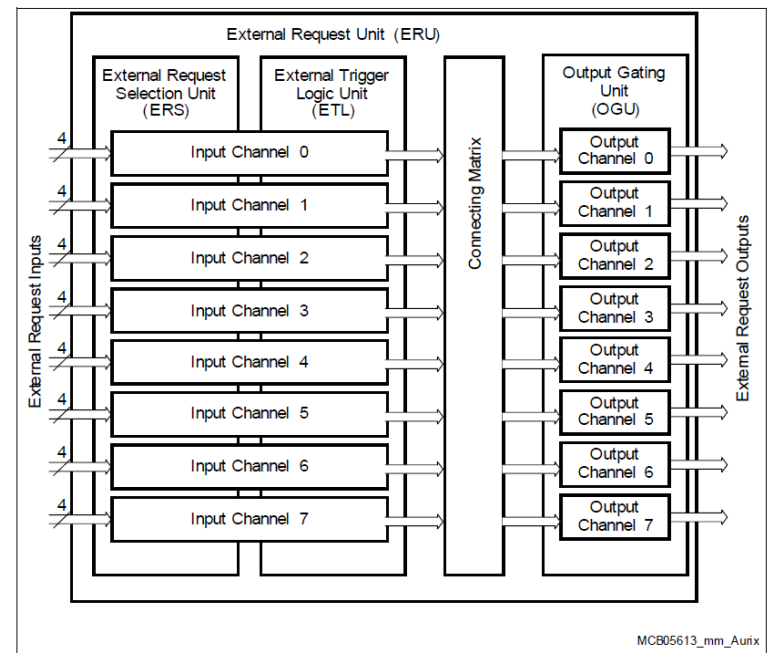 External Request Unit (ERU)
External Request
Selection Unit
(ERS)
External Trigger
Logic Unit
(ETL)
Output Gating
Unit
(OGU)
External Request Inputs
4
4
4
4
4
4
4
4
Input Channel 0
Input Channel 1
Input Channel 2
Input Channel 3
Input Channel 4
Input Channel 5
Input Channel 6
Input Channel 7
Connecting Matrix
Output
Channel 0
Output
Channel 1
Output
Channel 2
Output
Channel 3
Output
Channel 4
Output
Channel 5
Output
Channel 6
Output
Channel 7
External Request Outputs
MCB05613_mm_Aurix